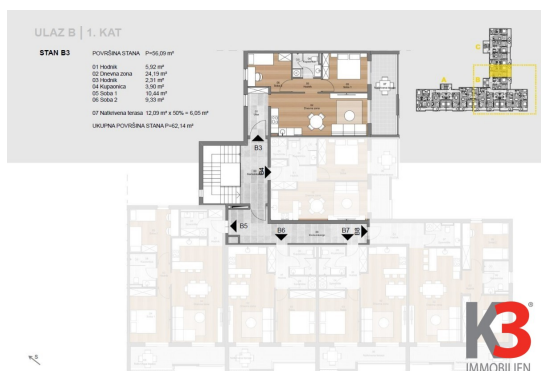 ULAZ B | 1. KAT
STAN B3
POVRŠINA STANA P=56,09 m²
01 Hodnik 5,92 m²
02 Dnevna zona 24,19 m²
03 Hodnik 2,31 m²
04 Kupaonica 3,90 m²
05 Soba 1 10,44 m²
06 Soba 2 9,33 m²
07 Natkrivena terasa 12,09 m² x 50% = 6,05 m²
UKUPNA POVRŠINA STANA P=62,14 m²
A
B
C
B3
B4
B5
B6
B7
B8
S
K3®
IMMOBILIEN